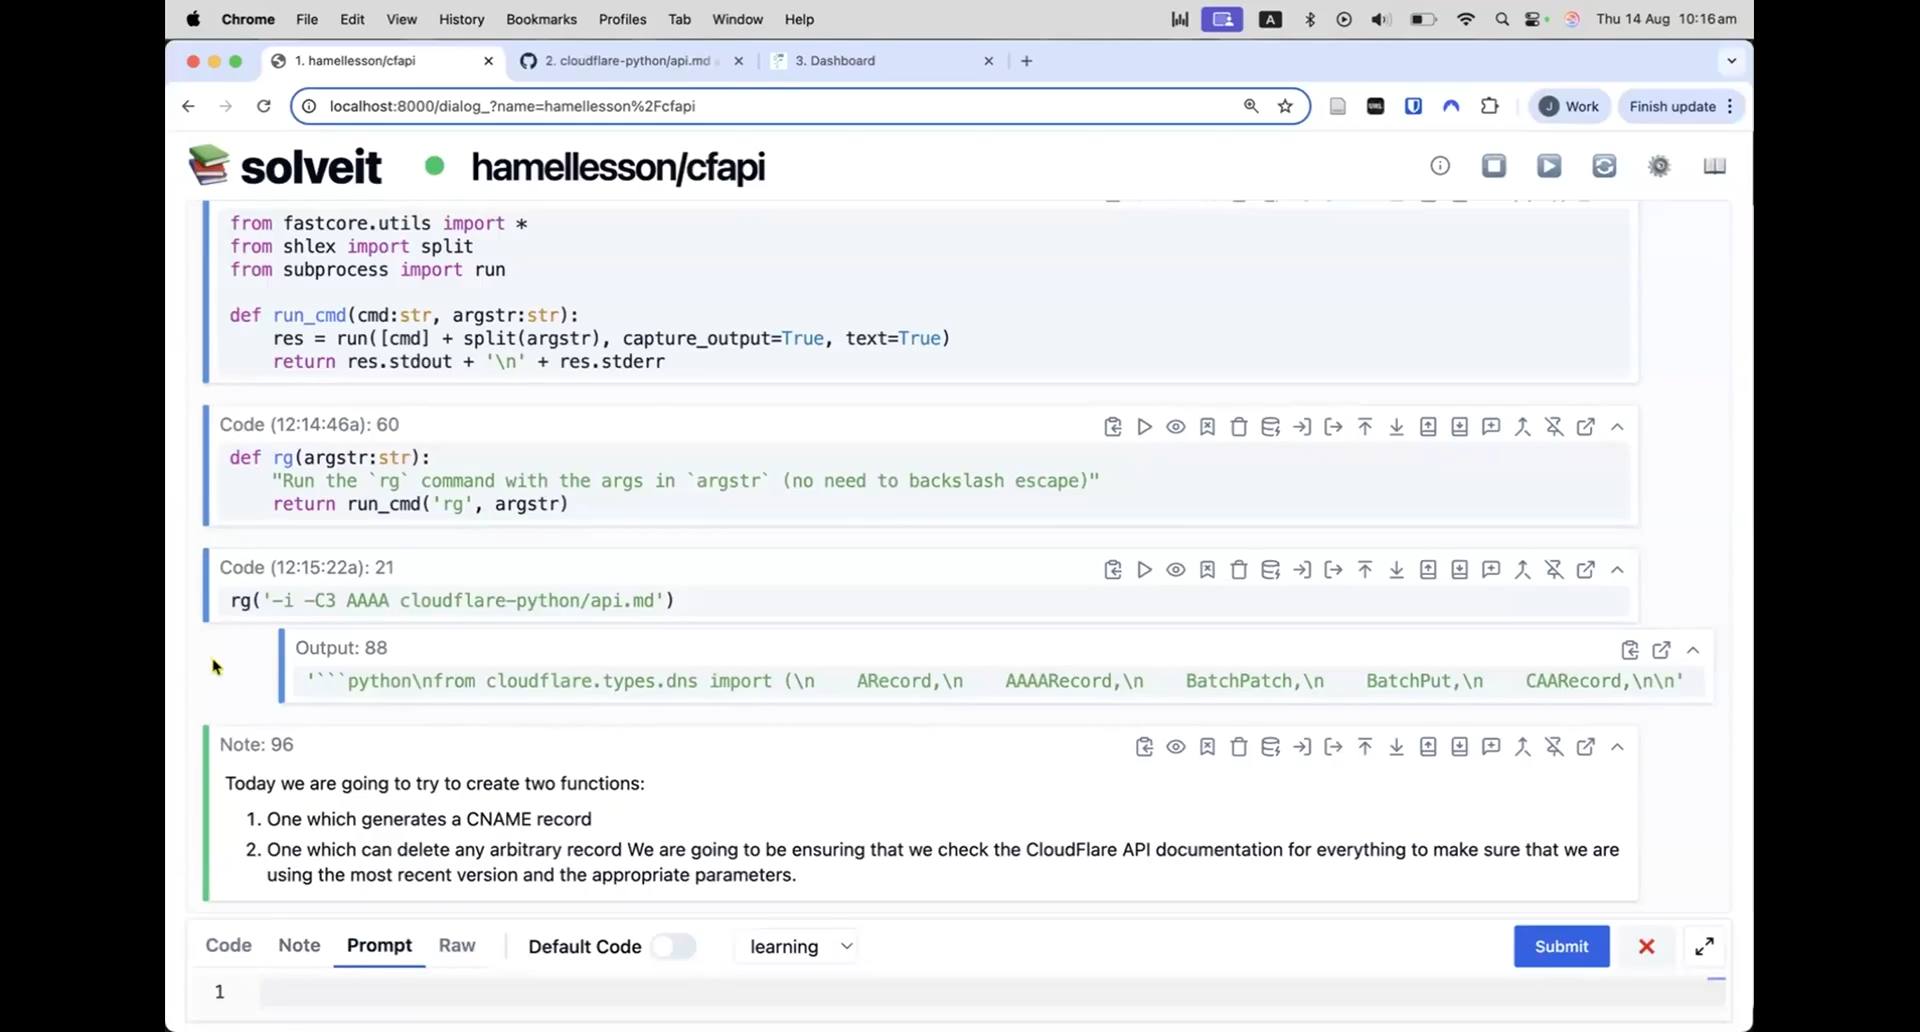 Chrome File Edit View History Bookmarks Profiles Tab Window Help A Thu 14 Aug 10:16am
1. hamellesson/cfapi 2. cloudflare-python/api.md 3. Dashboard
localhost:8000/dialog_?name=hamellesson%2Fcfapi J Work Finish update
solveit hamellesson/cfapi
from fastcore.utils import *
from shlex import split
from subprocess import run
def run_cmd(cmd:str, argstr:str):
    res = run([cmd] + split(argstr), capture_output=True, text=True)
    return res.stdout + '\n' + res.stderr
Code (12:14:46a): 60
def rg(argstr:str):
    "Run the `rg` command with the args in `argstr` (no need to backslash escape)"
    return run_cmd('rg', argstr)
Code (12:15:22a): 21
rg('-i -C3 AAAA cloudflare-python/api.md')
Output: 88
'```python\nfrom cloudflare.types.dns import (\n    ARecord,\n    AAAARecord,\n    BatchPatch,\n    BatchPut,\n    CAARecord,\n\n'
Note: 96
Today we are going to try to create two functions:
1. One which generates a CNAME record
2. One which can delete any arbitrary record We are going to be ensuring that we check the CloudFlare API documentation for everything to make sure that we are
using the most recent version and the appropriate parameters.
Code Note Prompt Raw Default Code learning Submit
1